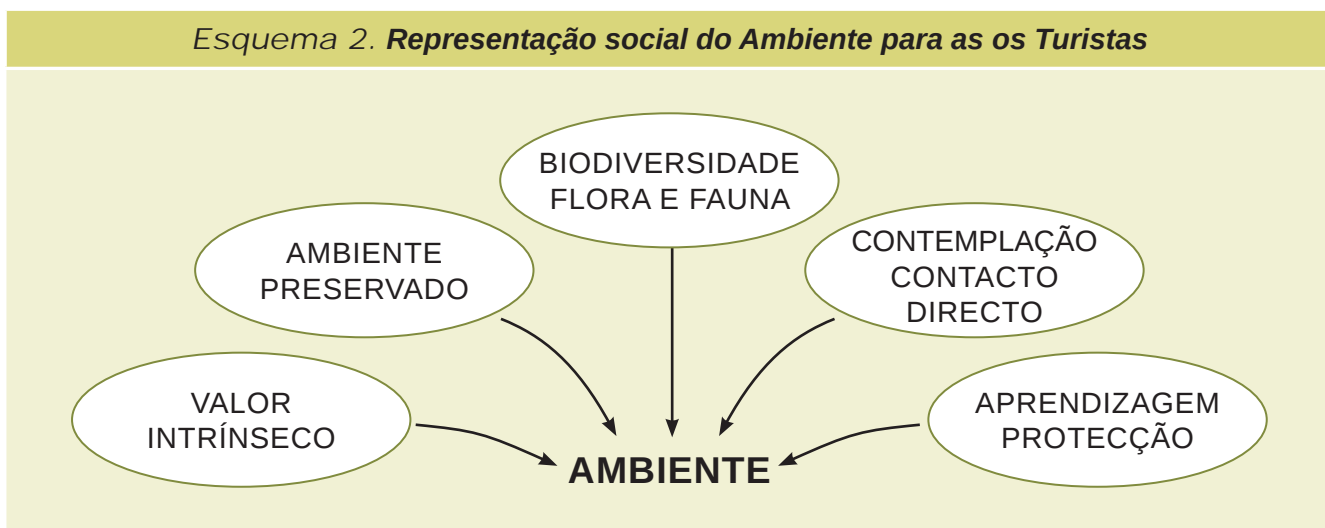 Esquema 2. Representação social do Ambiente para as os Turistas
BIODIVERSIDADE
FLORA E FAUNA
AMBIENTE
PRESERVADO
CONTEMPLAÇÃO
CONTACTO
DIRECTO
VALOR
INTRÍNSECO
APRENDIZAGEM
PROTECÇÃO
AMBIENTE